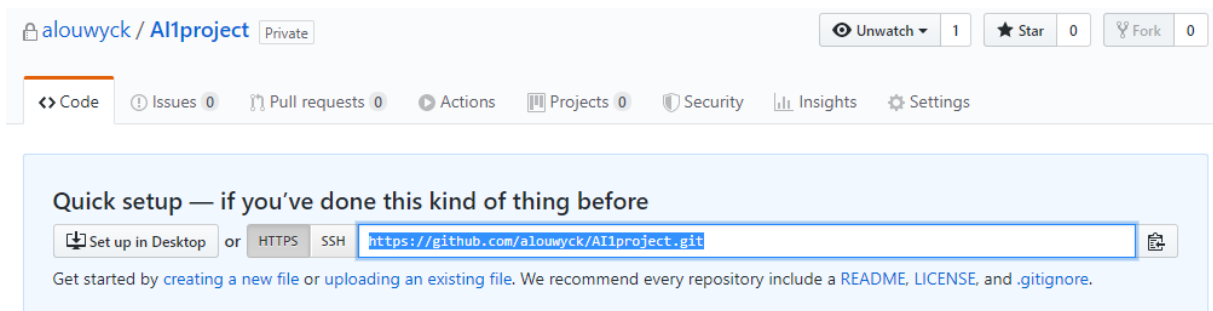 alouwyck / AI1project Private Unwatch 1 Star 0 Fork 0
Code Issues 0 Pull requests 0 Actions Projects 0 Security Insights Settings
Quick setup — if you’ve done this kind of thing before
Set up in Desktop or HTTPS SSH https://github.com/alouwyck/AI1project.git
Get started by creating a new file or uploading an existing file. We recommend every repository include a README, LICENSE, and .gitignore.